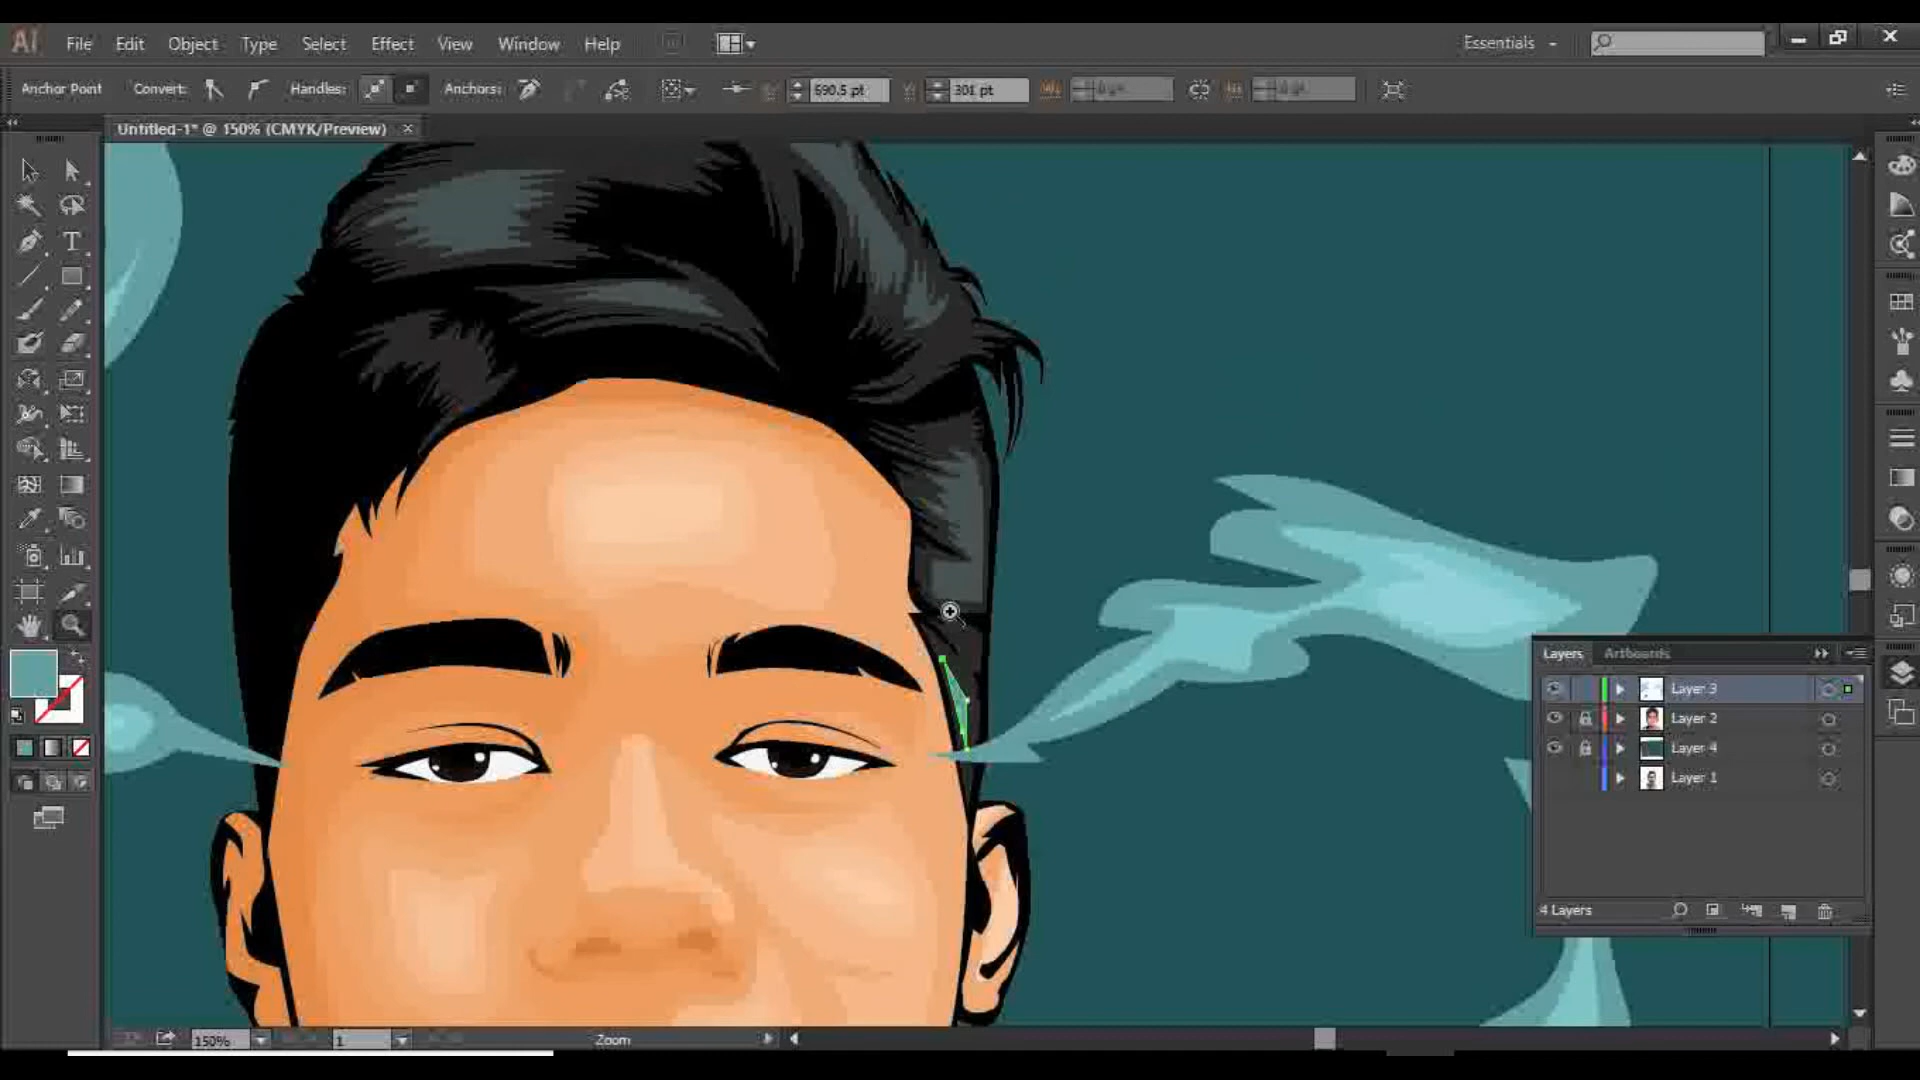 Ai File Edit Object Type Select Effect View Window Help Essentials
Anchor Point Convert: Handles: Anchors: 690.5 pt 301 pt
Untitled-1* @ 150% (CMYK/Preview) ×
Layers Artboards
Layer 3
Layer 2
Layer 4
Layer 1
4 Layers
150% 1 Zoom